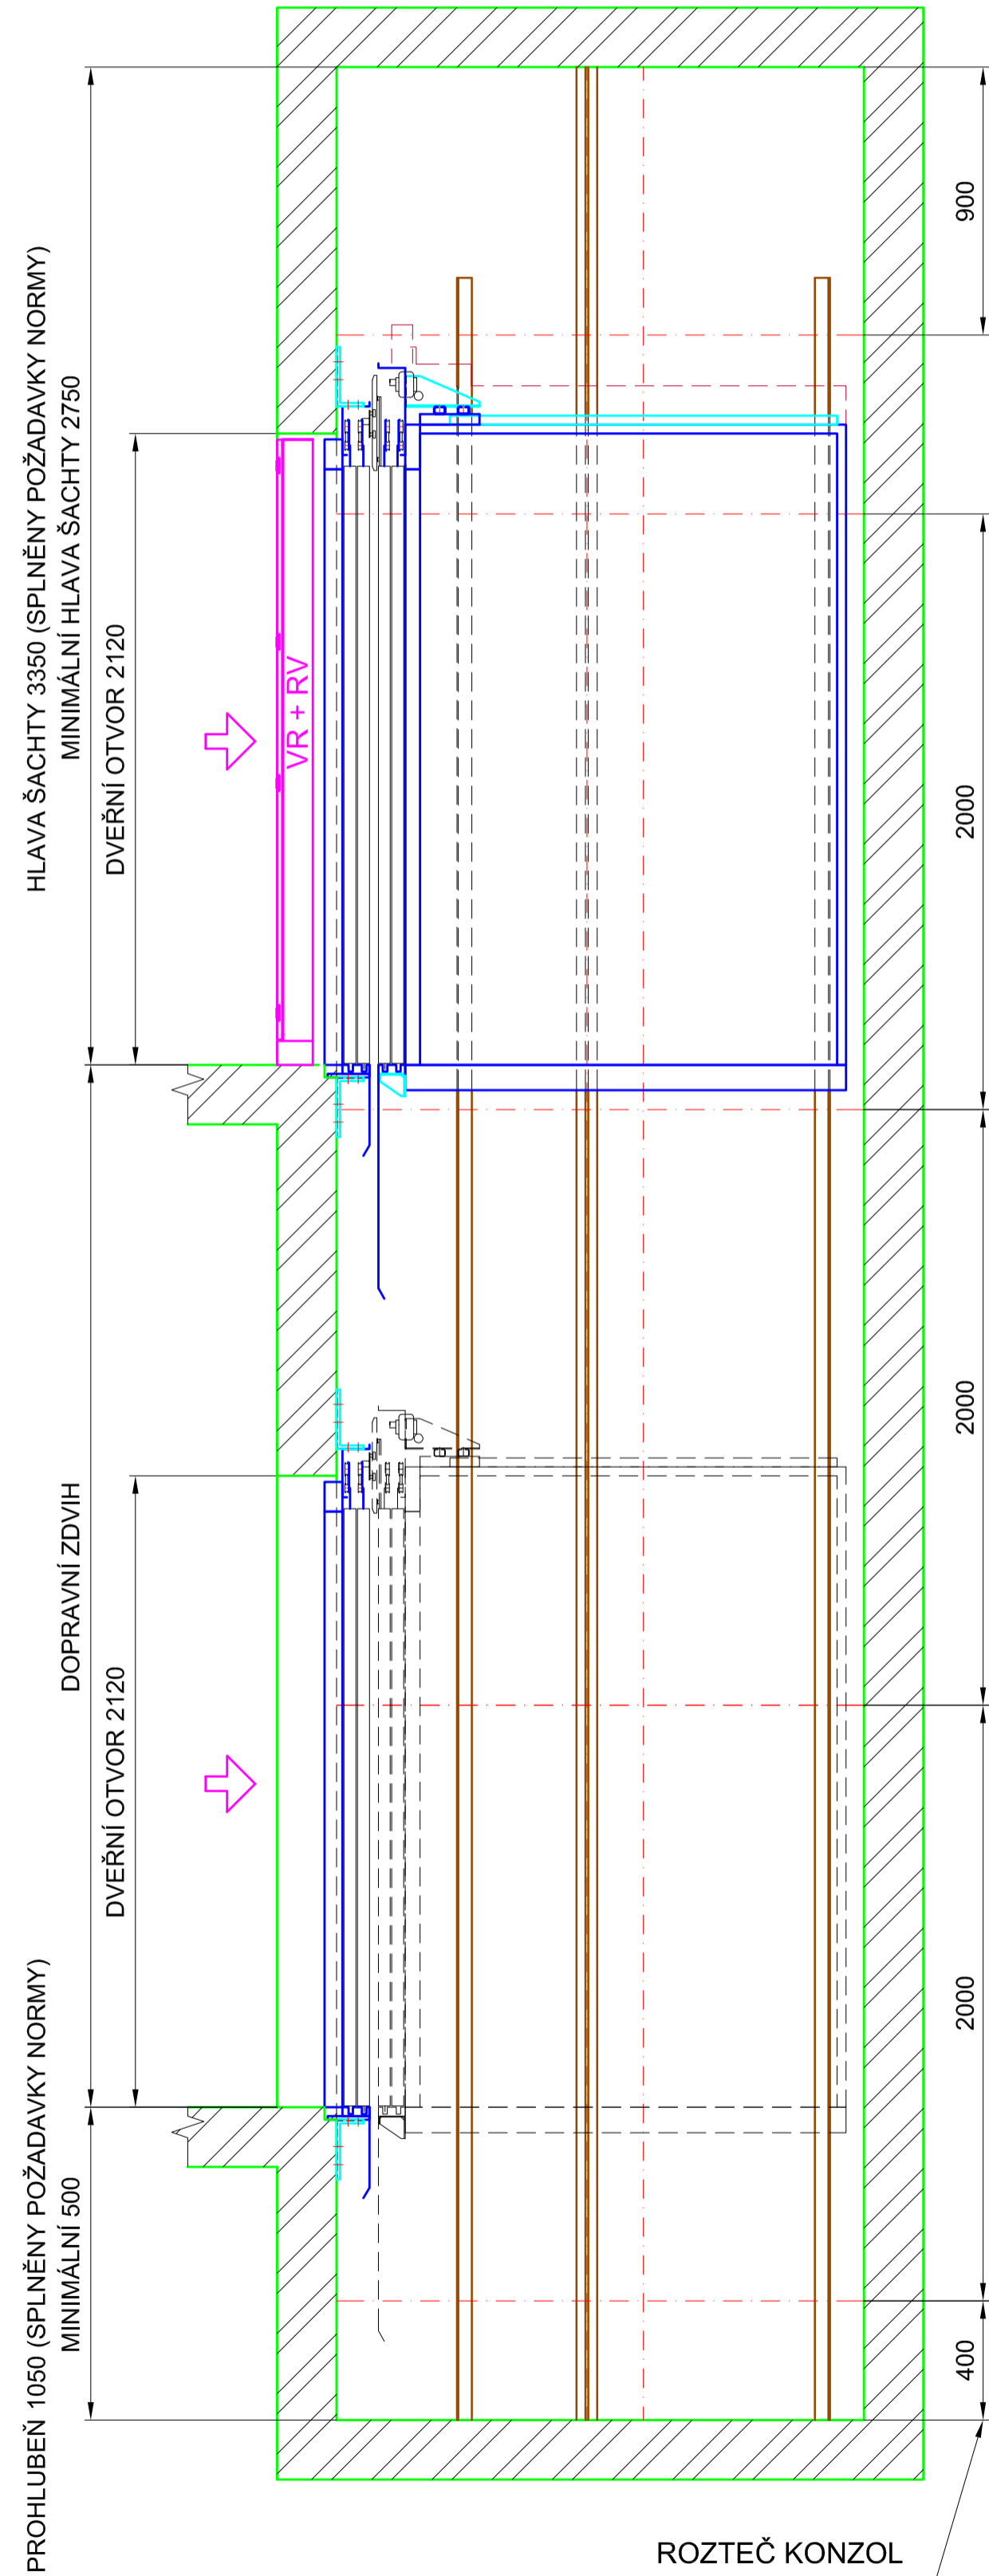 HLAVA ŠACHTY 3350 (SPLNĚNY POŽADAVKY NORMY)
MINIMÁLNÍ HLAVA ŠACHTY 2750
DVEŘNÍ OTVOR 2120
VR + RV
900
2000
2000
DOPRAVNÍ ZDVIH
DVEŘNÍ OTVOR 2120
2000
PROHLUBEŇ 1050 (SPLNĚNY POŽADAVKY NORMY)
MINIMÁLNÍ 500
400
ROZTEČ KONZOL